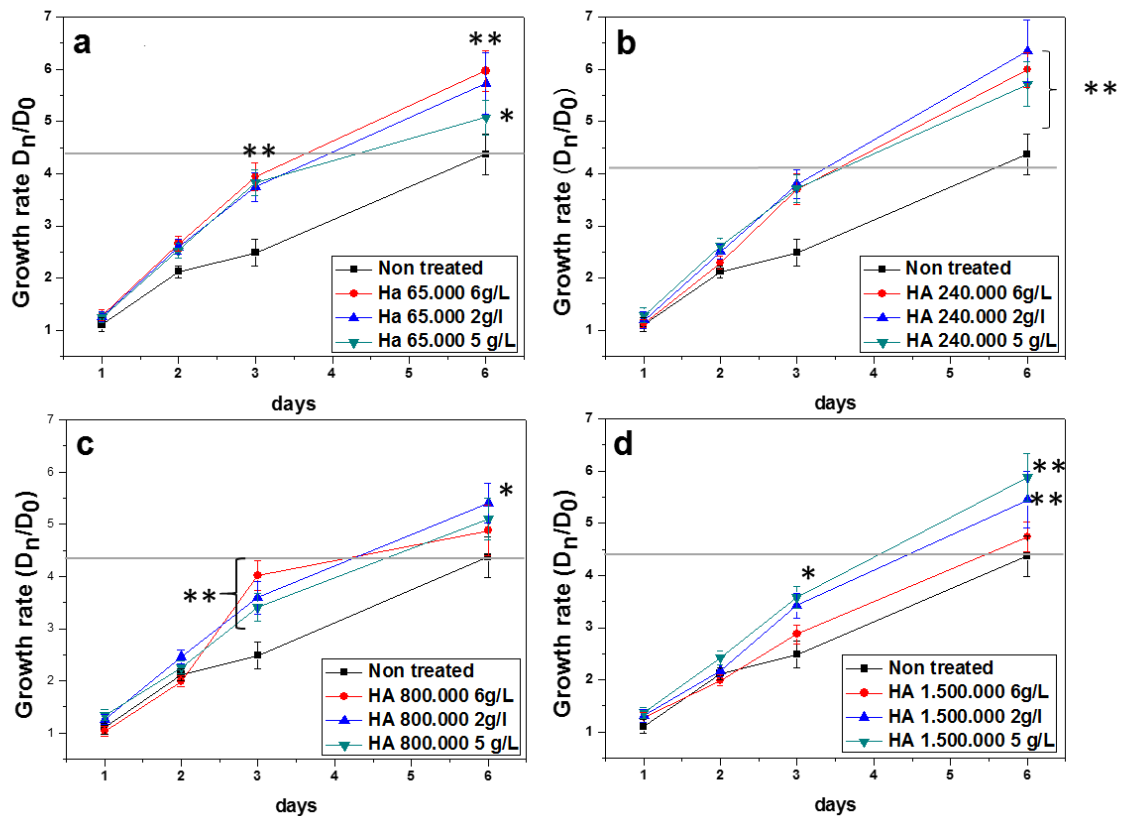 a
**
**
*
Growth rate Dn/D0
7
6
5
4
3
2
1
Non treated
Ha 65.000 6g/L
Ha 65.000 2g/l
Ha 65.000 5 g/L
1 2 3 4 5 6
days
b
**
Growth rate (Dn/D0)
7
6
5
4
3
2
1
Non treated
HA 240.000 6g/L
HA 240.000 2g/l
HA 240.000 5 g/L
1 2 3 4 5 6
days
c
*
**
Growth rate (Dn/D0)
7
6
5
4
3
2
1
Non treated
HA 800.000 6g/L
HA 800.000 2g/l
HA 800.000 5 g/L
1 2 3 4 5 6
days
d
**
**
*
Growth rate (Dn/D0)
7
6
5
4
3
2
1
Non treated
HA 1.500.000 6g/L
HA 1.500.000 2g/l
HA 1.500.000 5 g/L
1 2 3 4 5 6
days